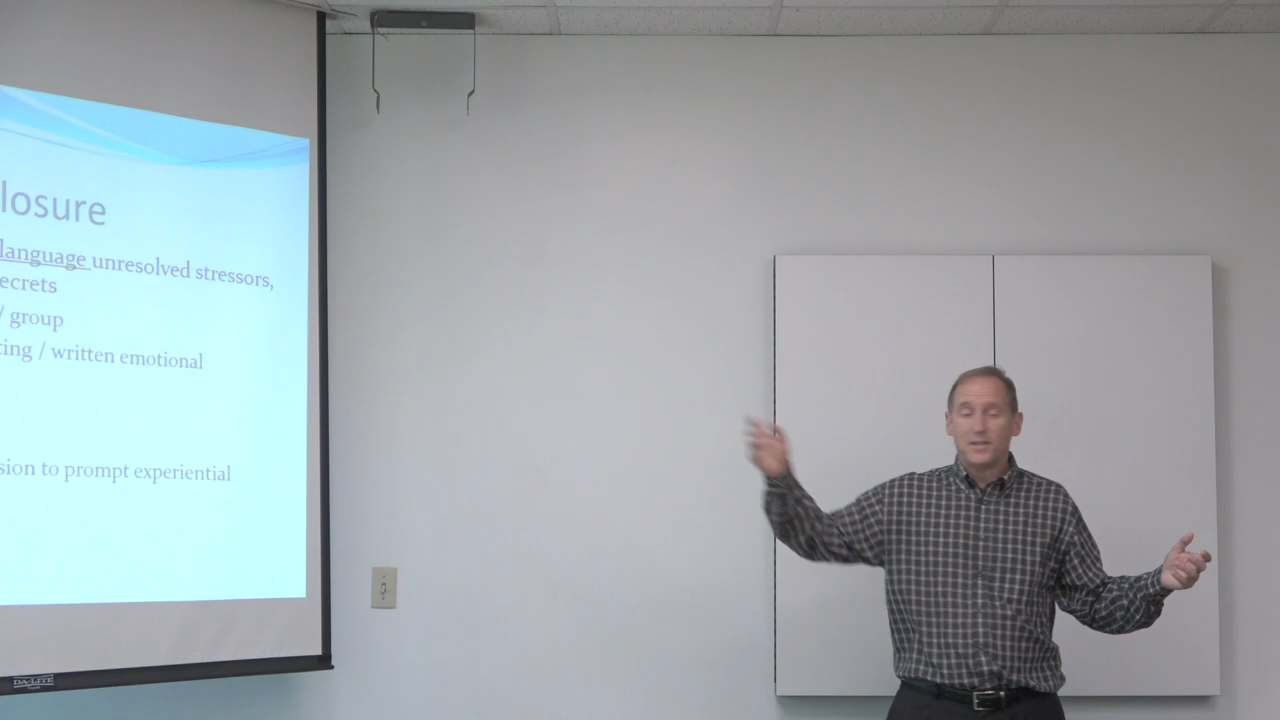 losure
language unresolved stressors,
ecrets
/ group
ting / written emotional
sion to prompt experiential
DA-LITE